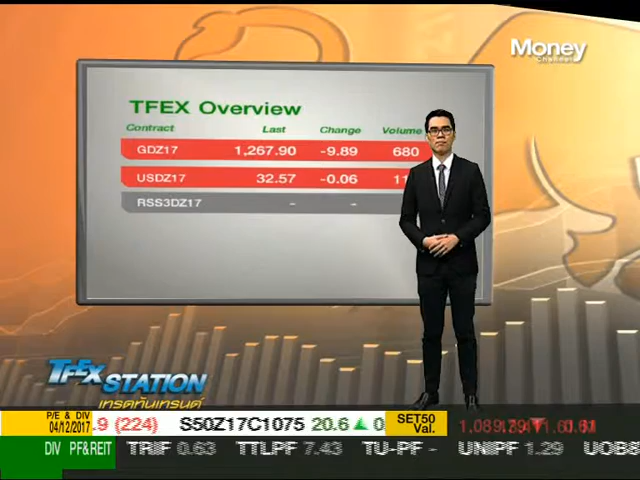 Money
Channel
TFEX Overview
Contract Last Change Volume
GDZ17 1,267.90 -9.89 680
USDZ17 32.57 -0.06
RSS3DZ17 - -
TFEX STATION
เทรดทันเทรนด์
P/E & DIV
04/12/2017
.9 (224) S50Z17C1075 20.6 ▲ 0
SET50
Val.
DIV PF&REIT TRIF 0.63 TTLPF 7.43 TU-PF - UNIPF 1.29 UOB8